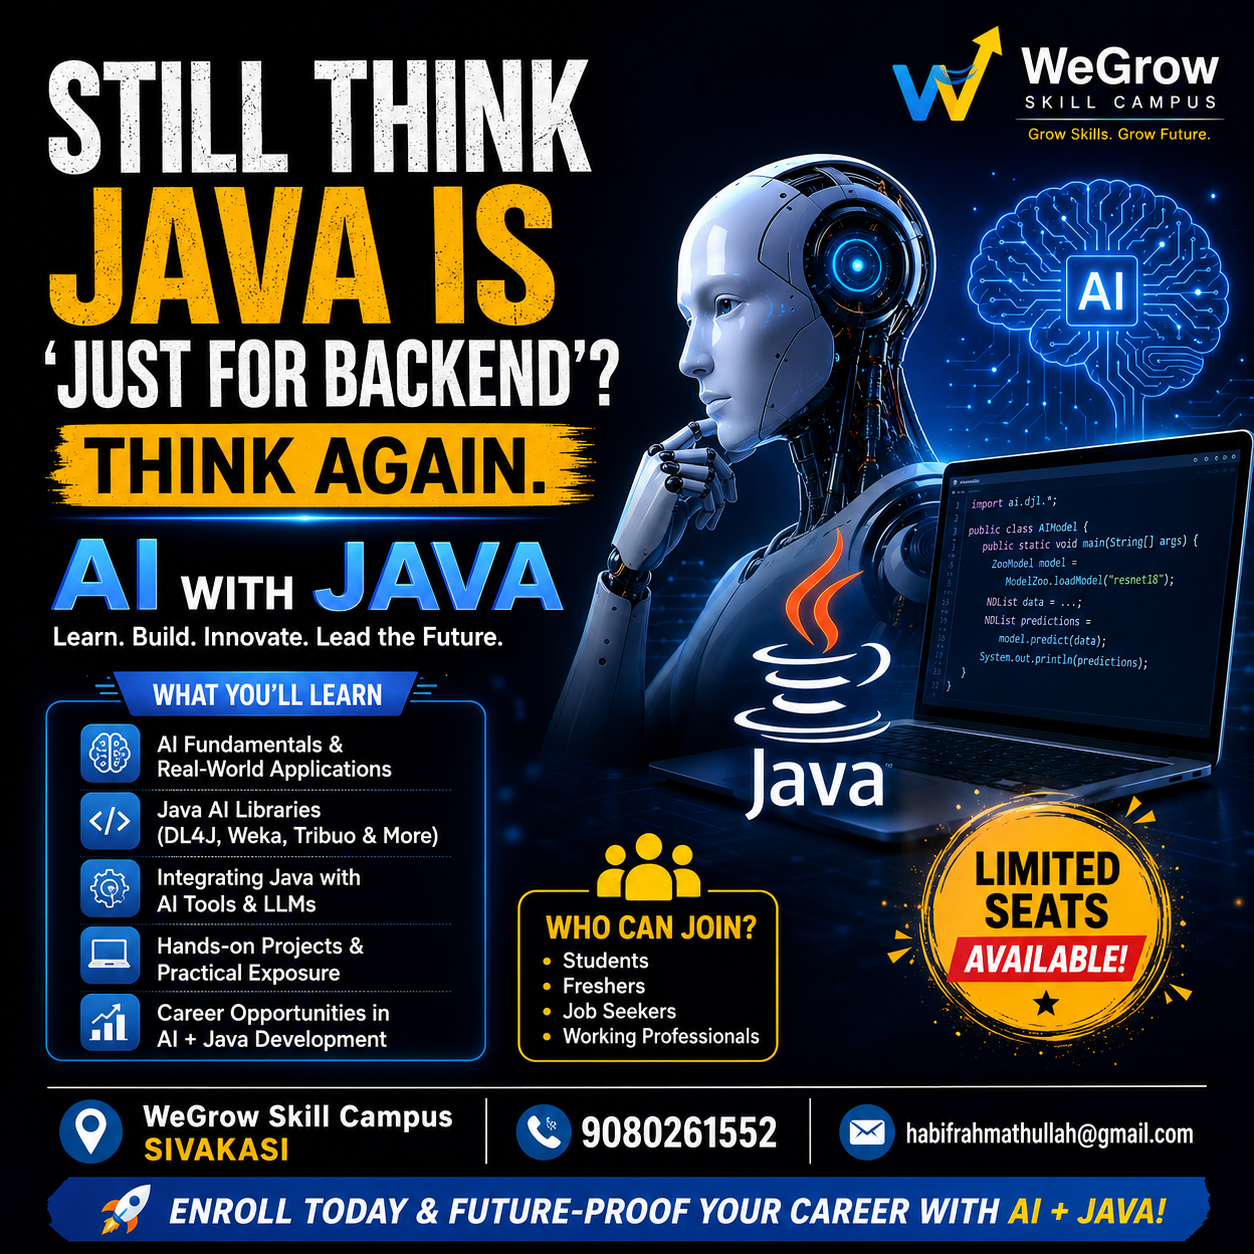 STILL THINK
JAVA IS
‘JUST FOR BACKEND’?
THINK AGAIN.
AI WITH JAVA
Learn. Build. Innovate. Lead the Future.
WeGrow
SKILL CAMPUS
Grow Skills. Grow Future.
AI
import ai.djl.*;
public class AIModel {
public static void main(String[] args) {
ZooModel model =
ModelZoo.loadModel("resnet18");
NDList data = ...;
NDList predictions =
model.predict(data);
System.out.println(predictions);
}
}
Java
WHAT YOU'LL LEARN
AI Fundamentals &
Real-World Applications
</>
Java AI Libraries
(DL4J, Weka, Tribuo & More)
Integrating Java with
AI Tools & LLMs
Hands-on Projects &
Practical Exposure
Career Opportunities in
AI + Java Development
WHO CAN JOIN?
• Students
• Freshers
• Job Seekers
• Working Professionals
LIMITED
SEATS
AVAILABLE!
WeGrow Skill Campus
SIVAKASI
9080261552
habifrahmathullah@gmail.com
ENROLL TODAY & FUTURE-PROOF YOUR CAREER WITH AI + JAVA!